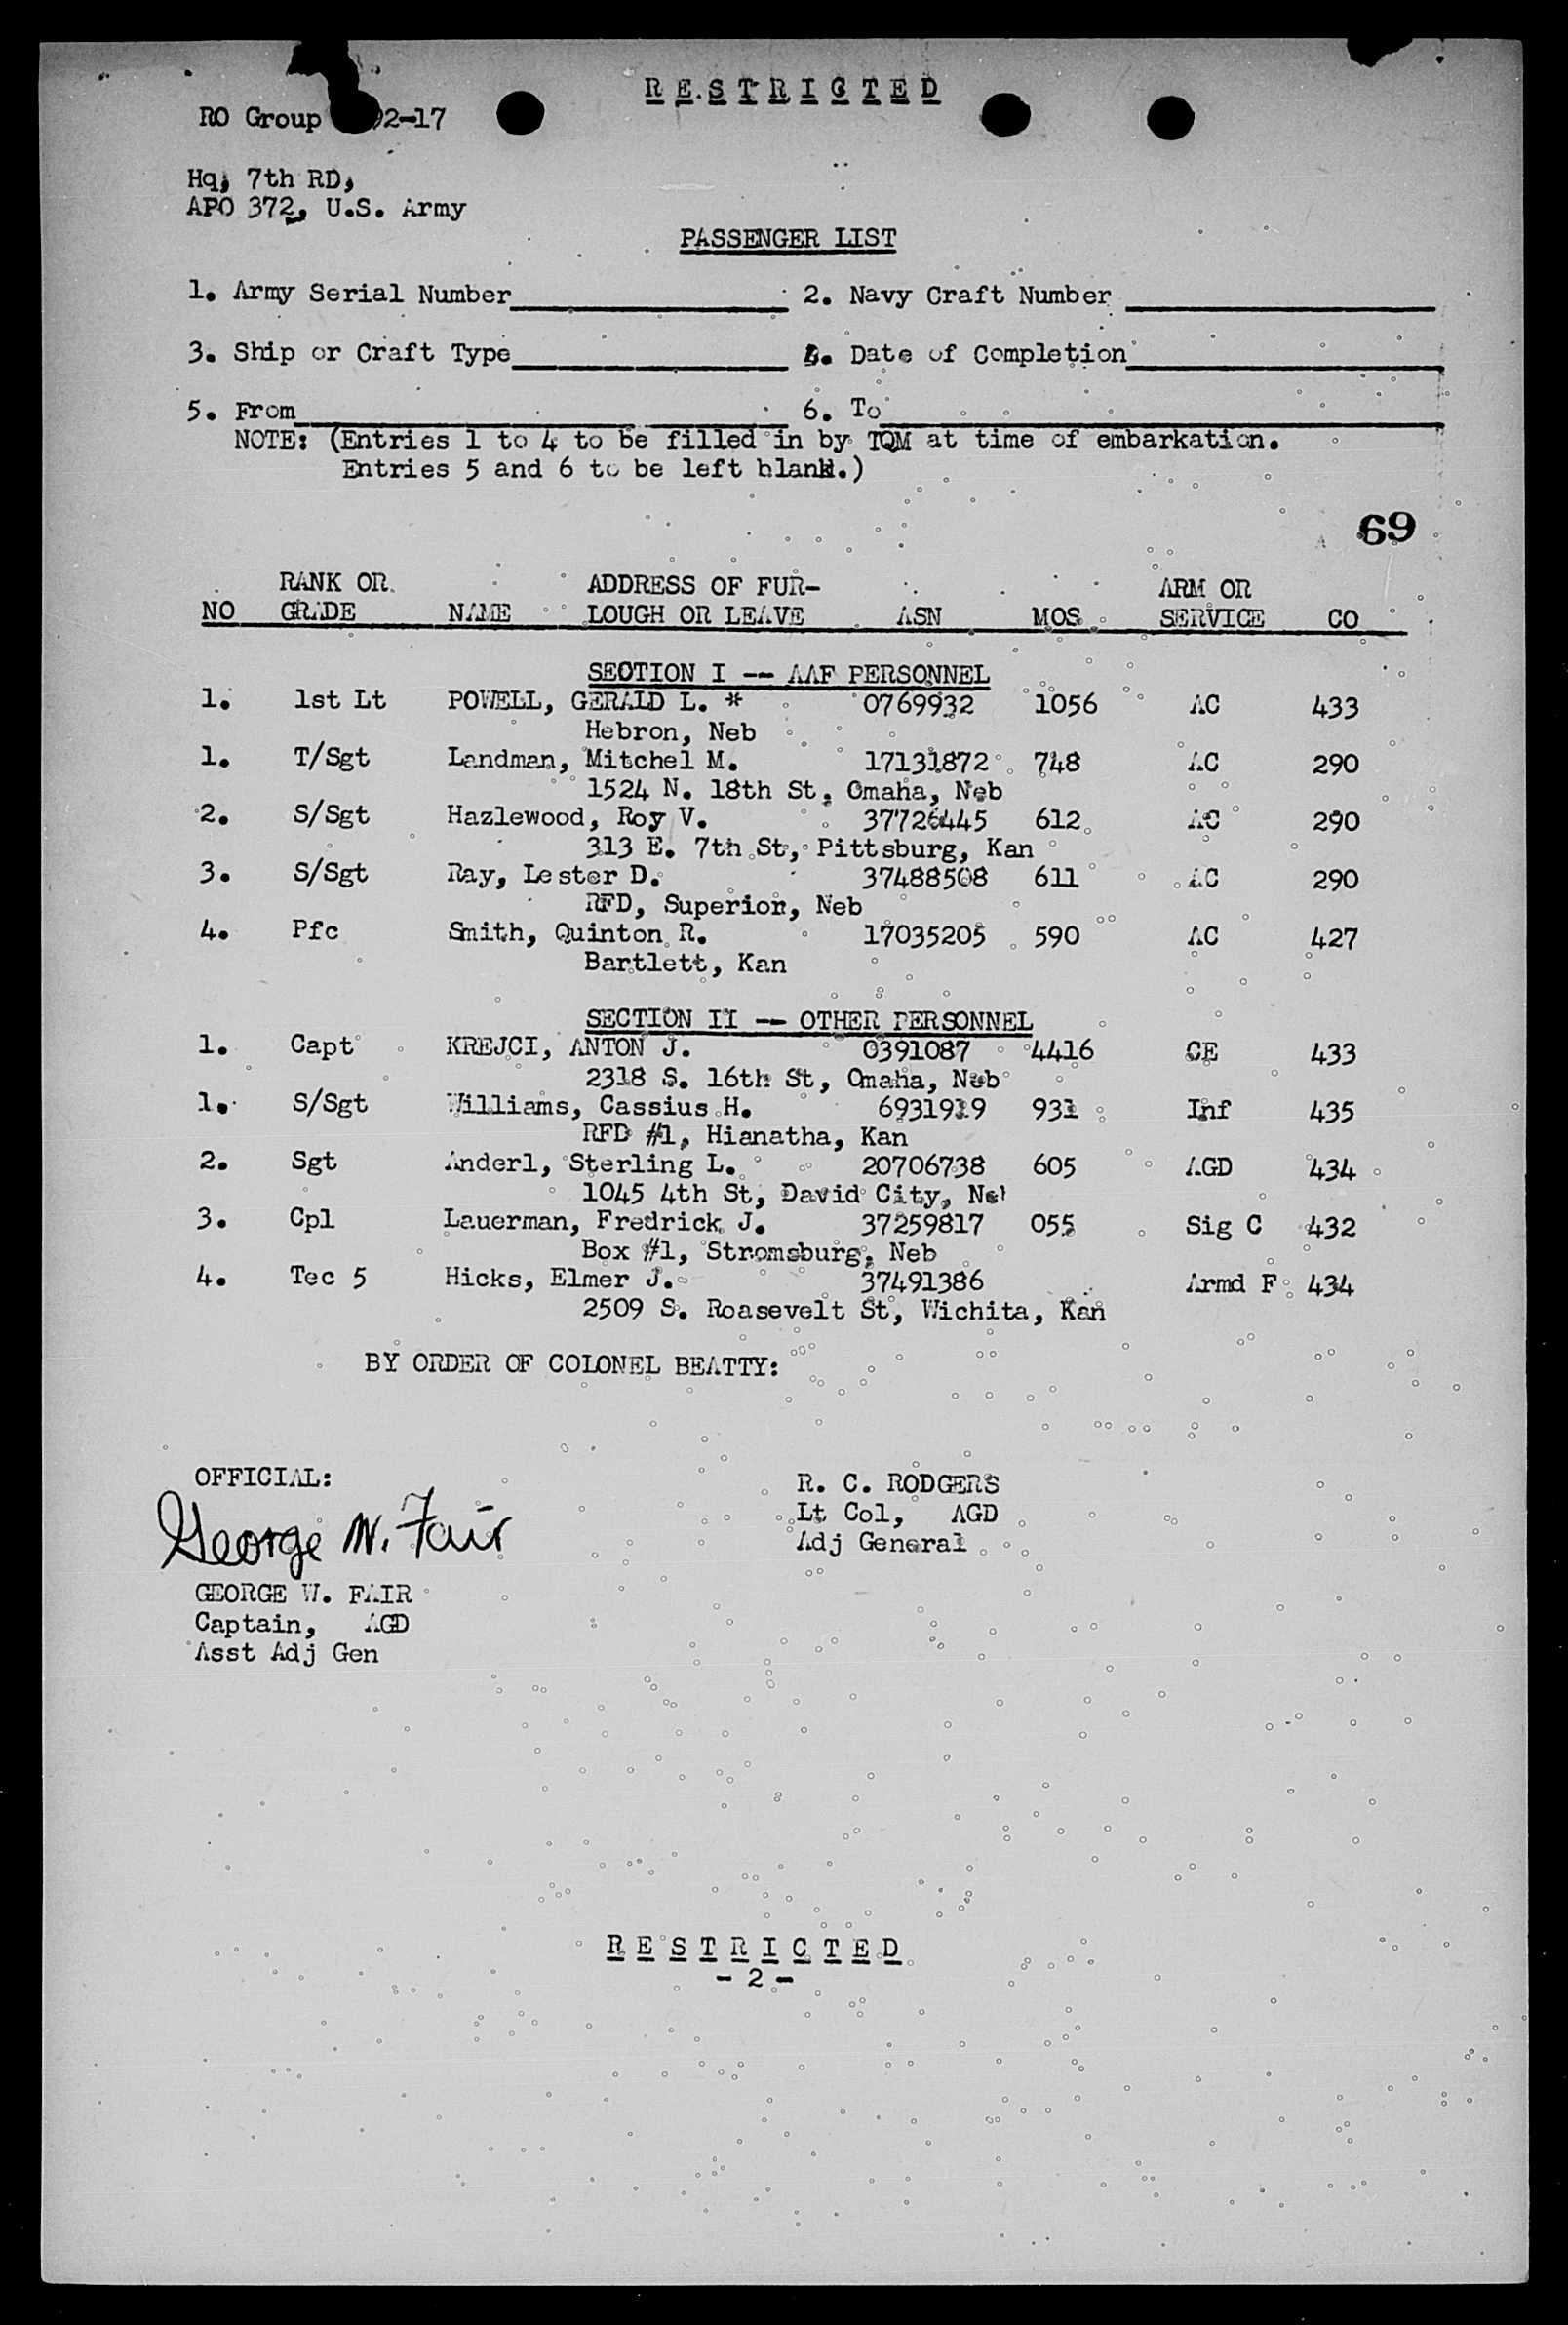 R E S T R I C T E D
RO Group 2-17
Hq, 7th RD,
APO 372, U.S. Army
PASSENGER LIST
1. Army Serial Number 2. Navy Craft Number
3. Ship or Craft Type 4. Date of Completion
5. From 6. To
NOTE: (Entries 1 to 4 to be filled in by TQM at time of embarkation.
Entries 5 and 6 to be left blank.)
69
RANK OR ADDRESS OF FUR- ARM OR
NO GRADE NAME LOUGH OR LEAVE ASN MOS SERVICE CO
SECTION I -- AAF PERSONNEL
1. 1st Lt POWELL, GERALD L. * 0769932 1056 AC 433
Hebron, Neb
1. T/Sgt Landman, Mitchel M. 17131872 748 AC 290
1524 N. 18th St, Omaha, Neb
2. S/Sgt Hazlewood, Roy V. 37726445 612 AC 290
313 E. 7th St, Pittsburg, Kan
3. S/Sgt Ray, Lester D. 37488508 611 AC 290
RFD, Superior, Neb
4. Pfc Smith, Quinton R. 17035205 590 AC 427
Bartlett, Kan
SECTION II -- OTHER PERSONNEL
1. Capt KREJCI, ANTON J. 0391087 4416 CE 433
2318 S. 16th St, Omaha, Neb
1. S/Sgt Williams, Cassius H. 6931919 931 Inf 435
RFD #1, Hianatha, Kan
2. Sgt Anderl, Sterling L. 20706738 605 AGD 434
1045 4th St, David City, Neb
3. Cpl Lauerman, Fredrick J. 37259817 055 Sig C 432
Box #1, Stromsburg, Neb
4. Tec 5 Hicks, Elmer J. 37491386 Armd F 434
2509 S. Roasevelt St, Wichita, Kan
BY ORDER OF COLONEL BEATTY:
OFFICIAL:
R. C. RODGERS
Lt Col, AGD
Adj General
George W. Fair
GEORGE W. FAIR
Captain, AGD
Asst Adj Gen
R E S T R I C T E D
- 2 -